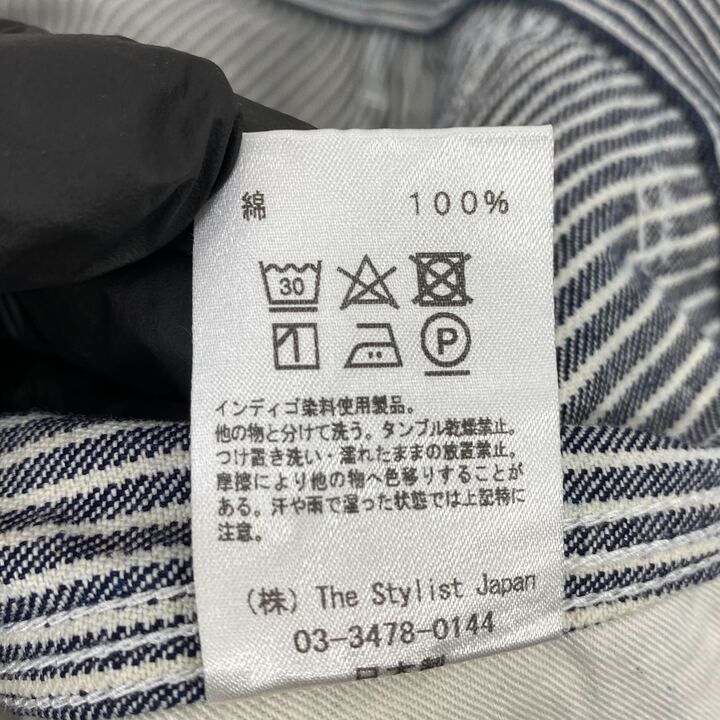 綿 100%
30
P
インディゴ染料使用製品。
他の物と分けて洗う。タンブル乾燥禁止。
つけ置き洗い・濡れたままの放置禁止。
摩擦により他の物へ色移りすることが
ある。汗や雨で湿った状態では上記特に
注意。
(株) The Stylist Japan
03-3478-0144
日本製